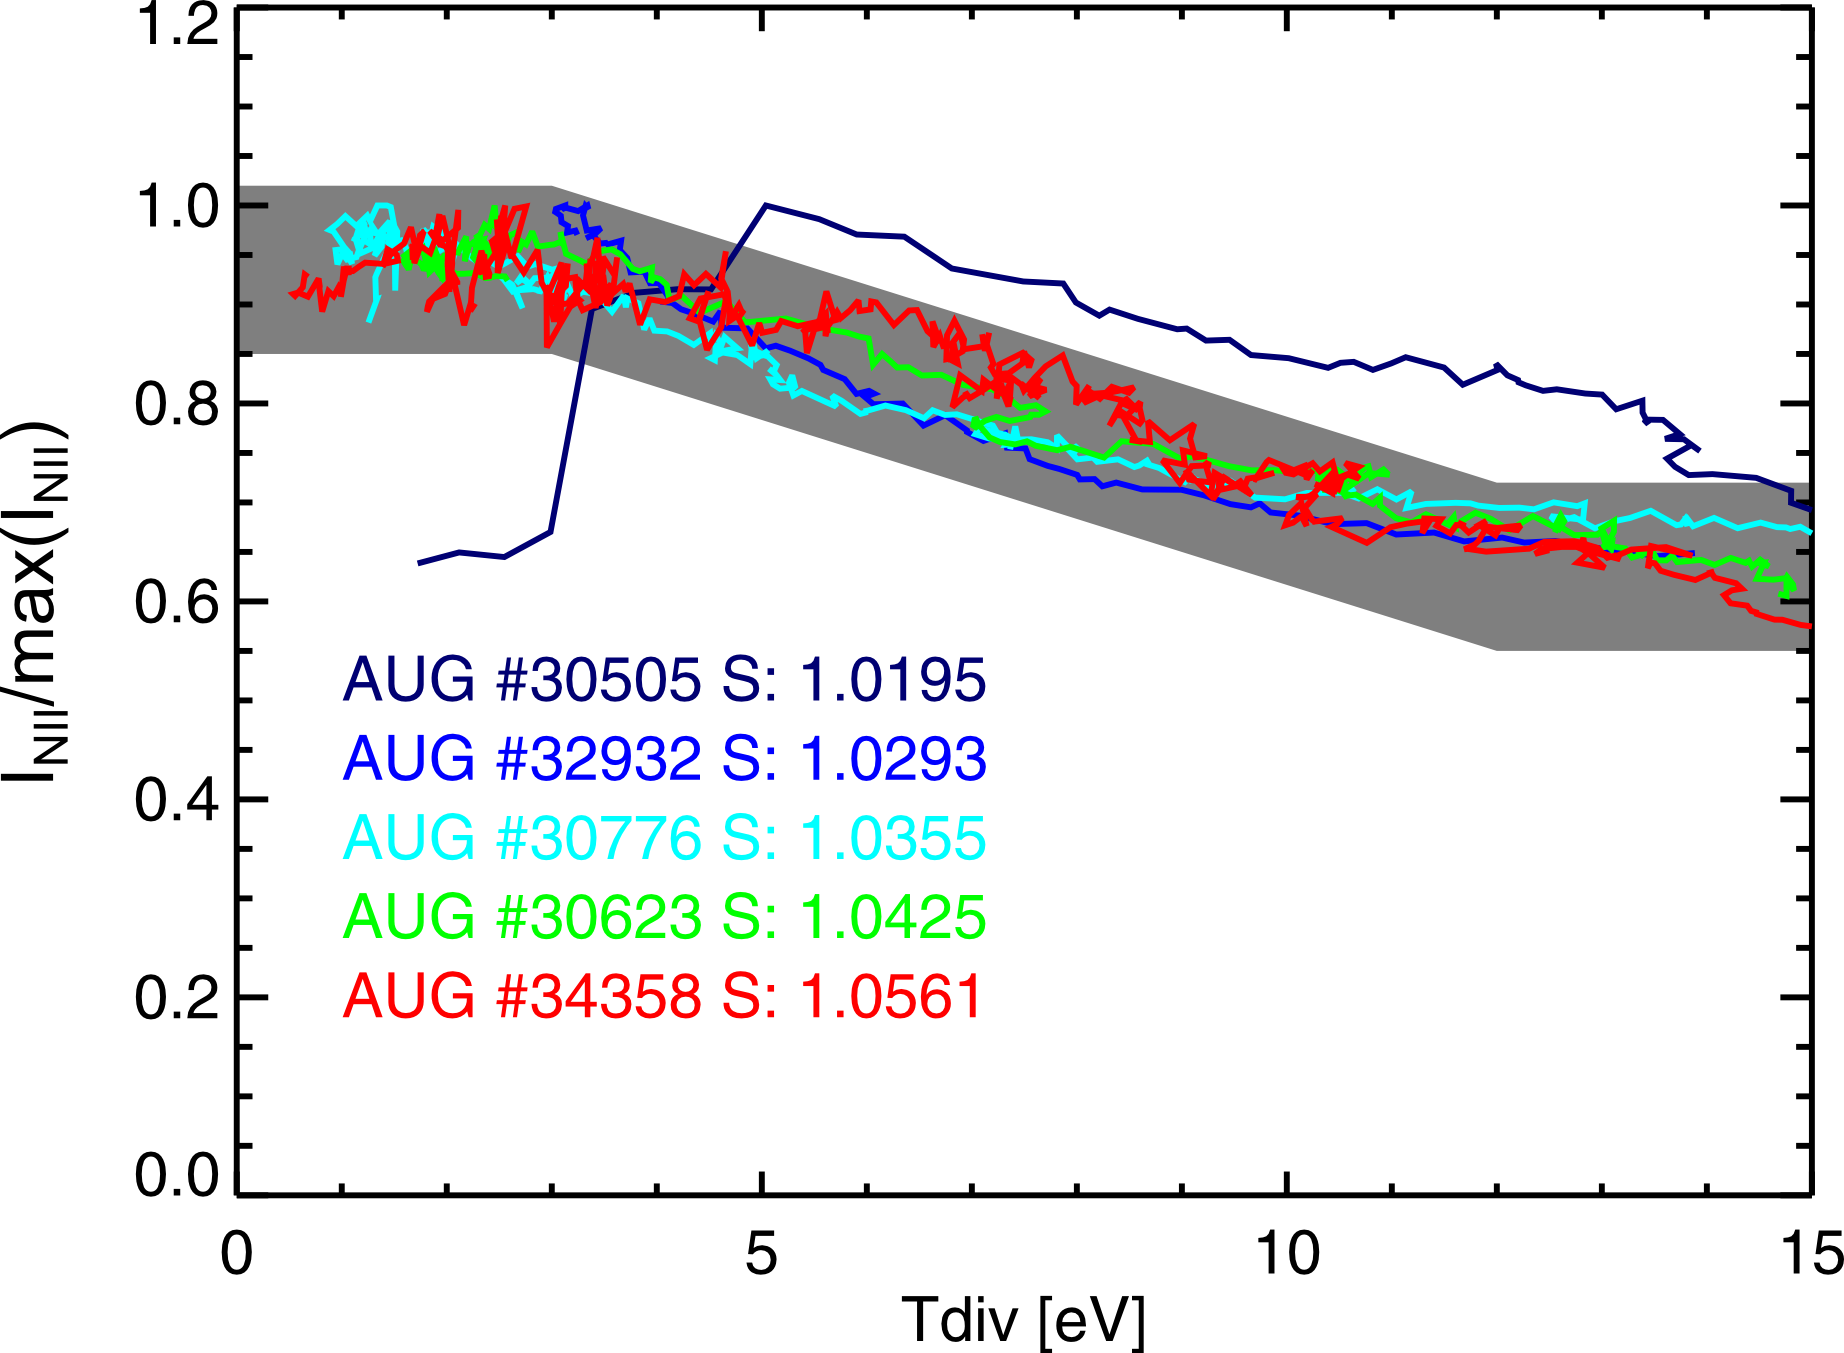 1.2
1.0
0.8
0.6
0.4
0.2
0.0
I_NII/max(I_NII)
AUG #30505 S: 1.0195
AUG #32932 S: 1.0293
AUG #30776 S: 1.0355
AUG #30623 S: 1.0425
AUG #34358 S: 1.0561
0 5 10 15
Tdiv [eV]